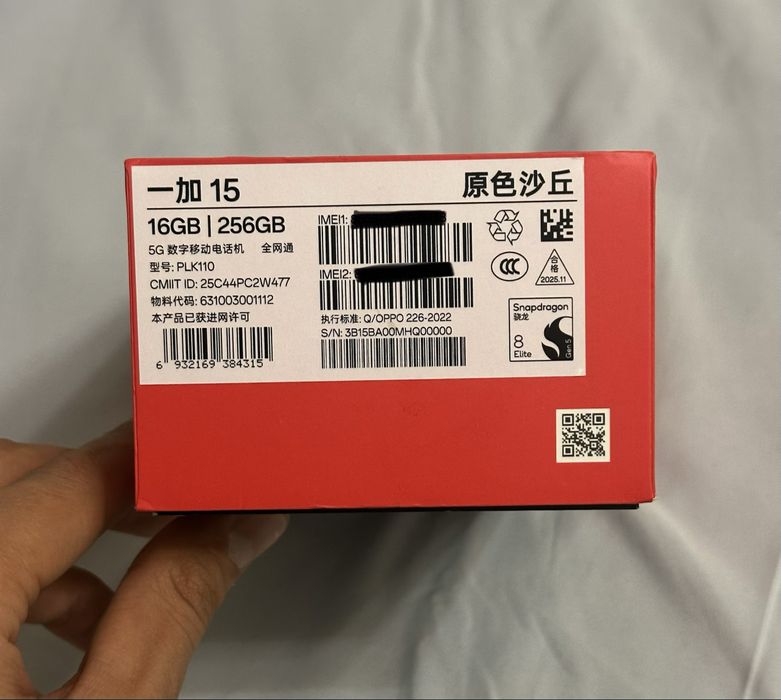 一加 15
原色沙丘
16GB | 256GB
5G 数字移动电话机 全网通
型号: PLK110
CMIIT ID: 25C44PC2W477
物料代码: 631003001112
本产品已获进网许可
6 932169 384315
IMEI1:
IMEI2:
执行标准: Q/OPPO 226-2022
S/N: 3B15BA00MHQ00000
CCC
合格
2025.11
Snapdragon
骁龙
8
Elite
Gen 5